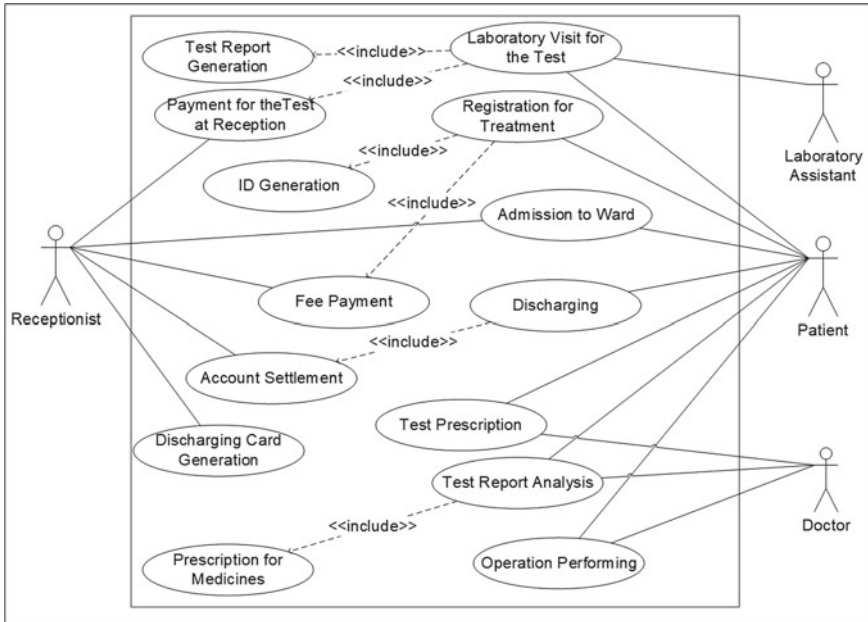 Test Report
Generation
<<include>>
Laboratory Visit for
the Test
Payment for theTest
at Reception
<<include>>
Registration for
Treatment
Laboratory
Assistant
<<include>>
ID Generation
<<include>>
Admission to Ward
Receptionist
Fee Payment
Discharging
Patient
<<include>>
Account Settlement
Test Prescription
Discharging Card
Generation
Test Report Analysis
Doctor
<<include>>
Prescription for
Medicines
Operation Performing